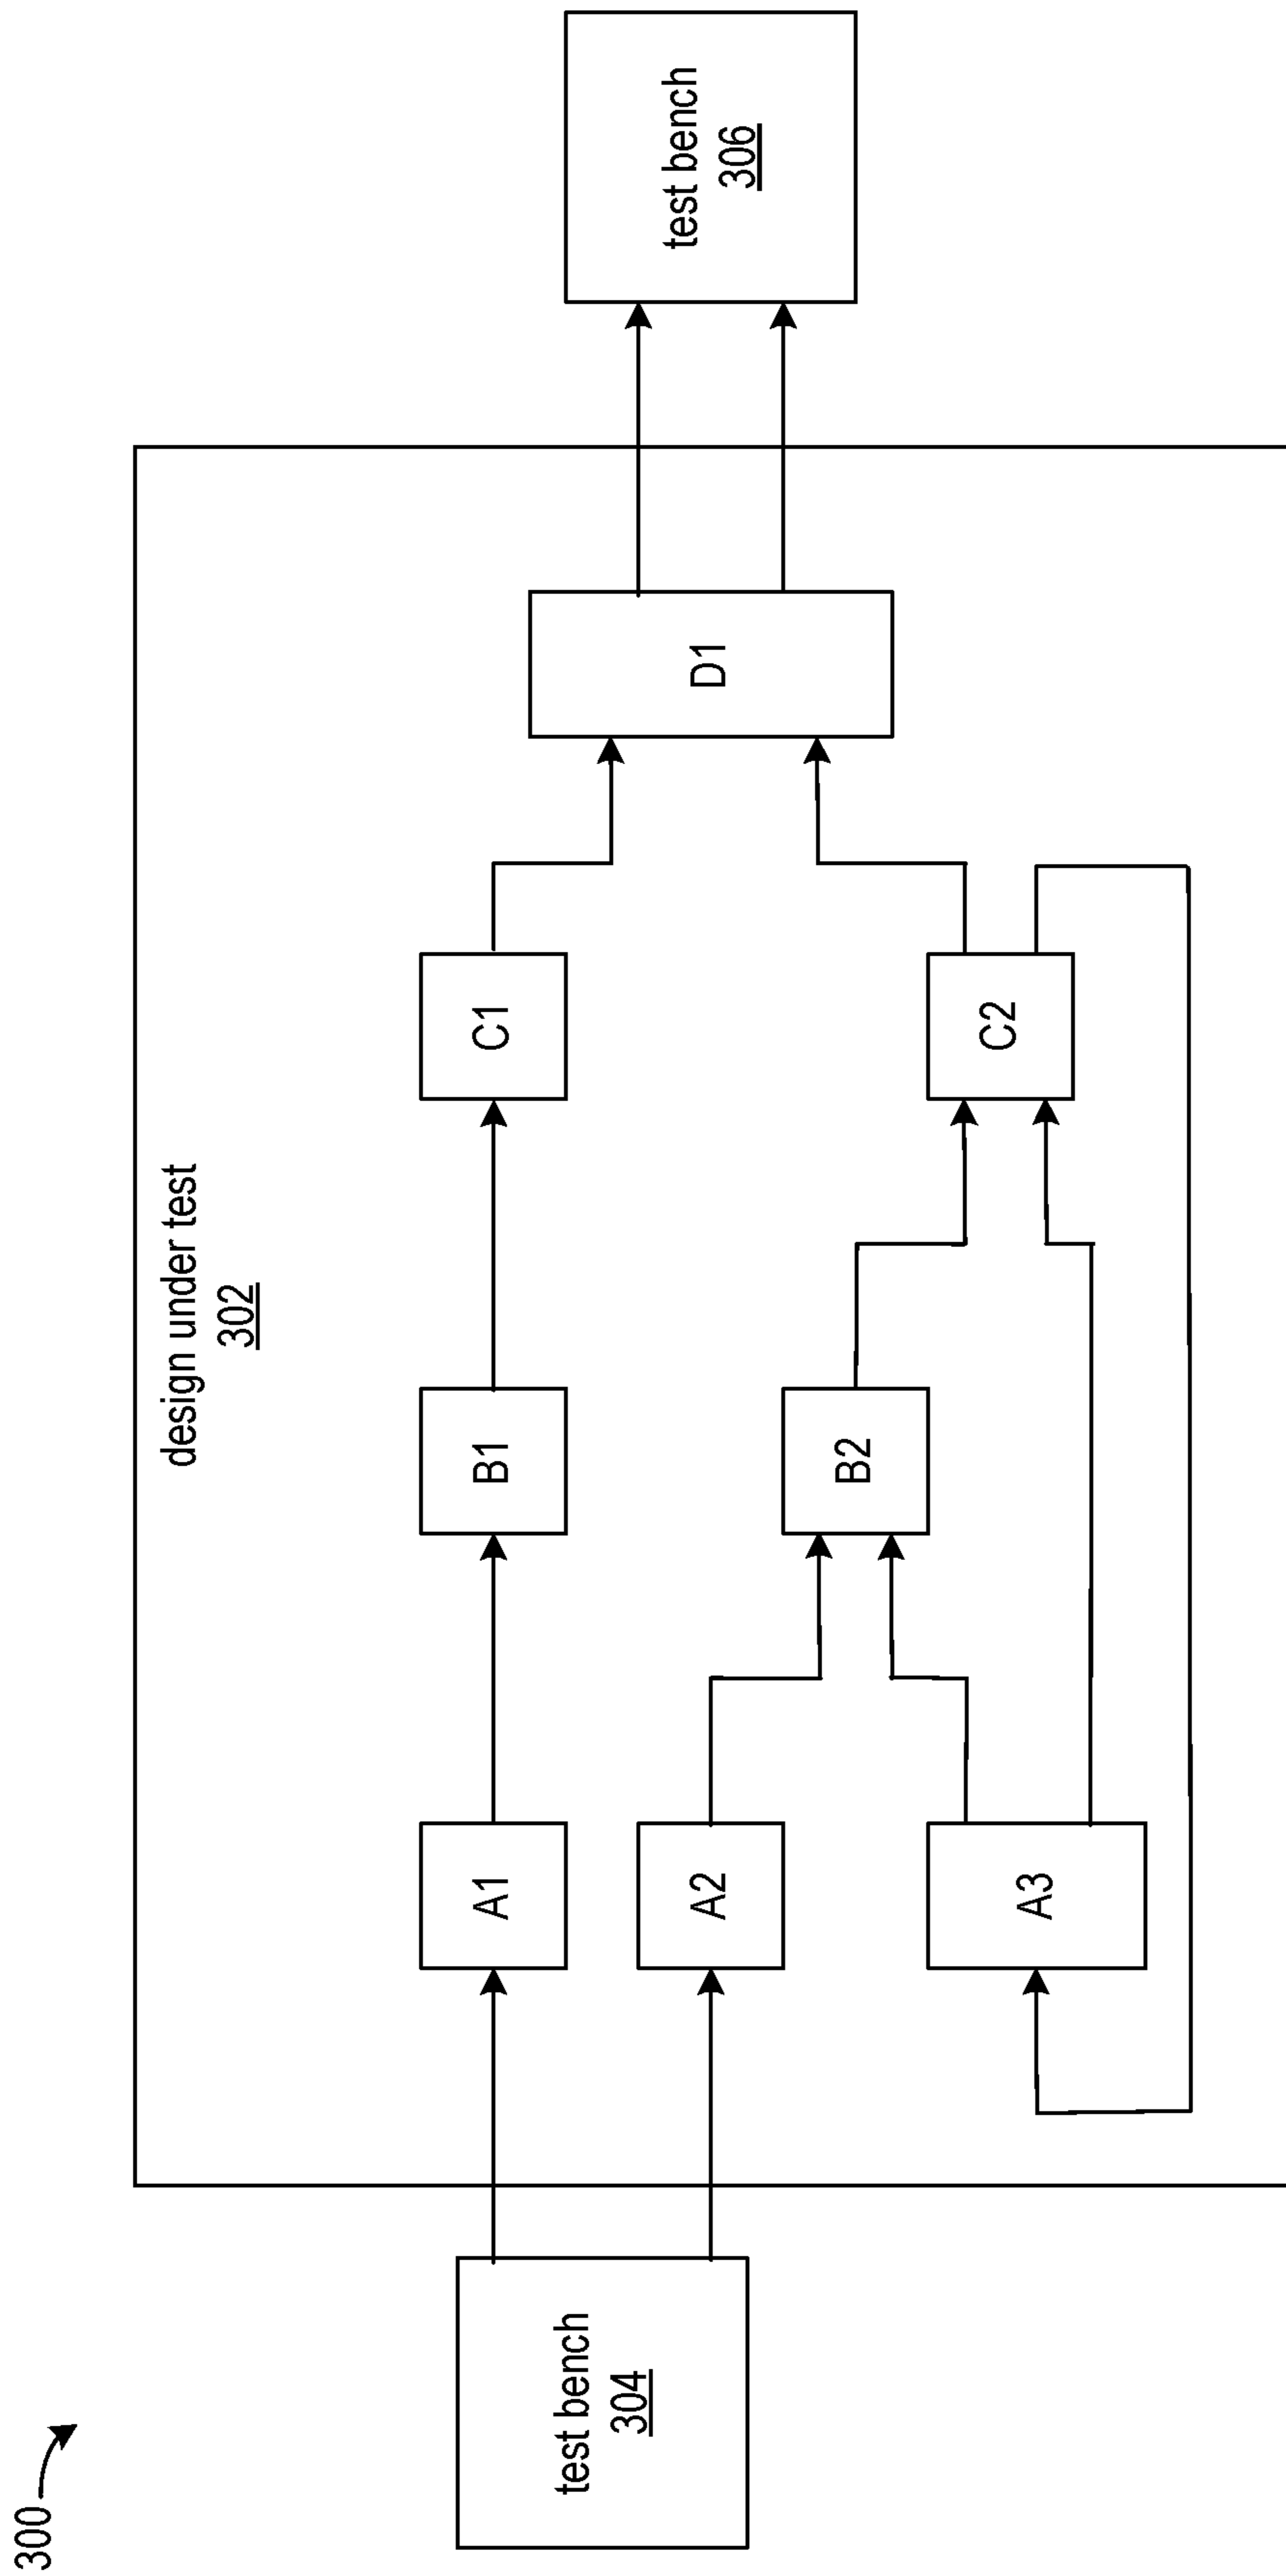 300
design under test
302
test bench
304
A1
B1
C1
A2
B2
D1
A3
C2
test bench
306